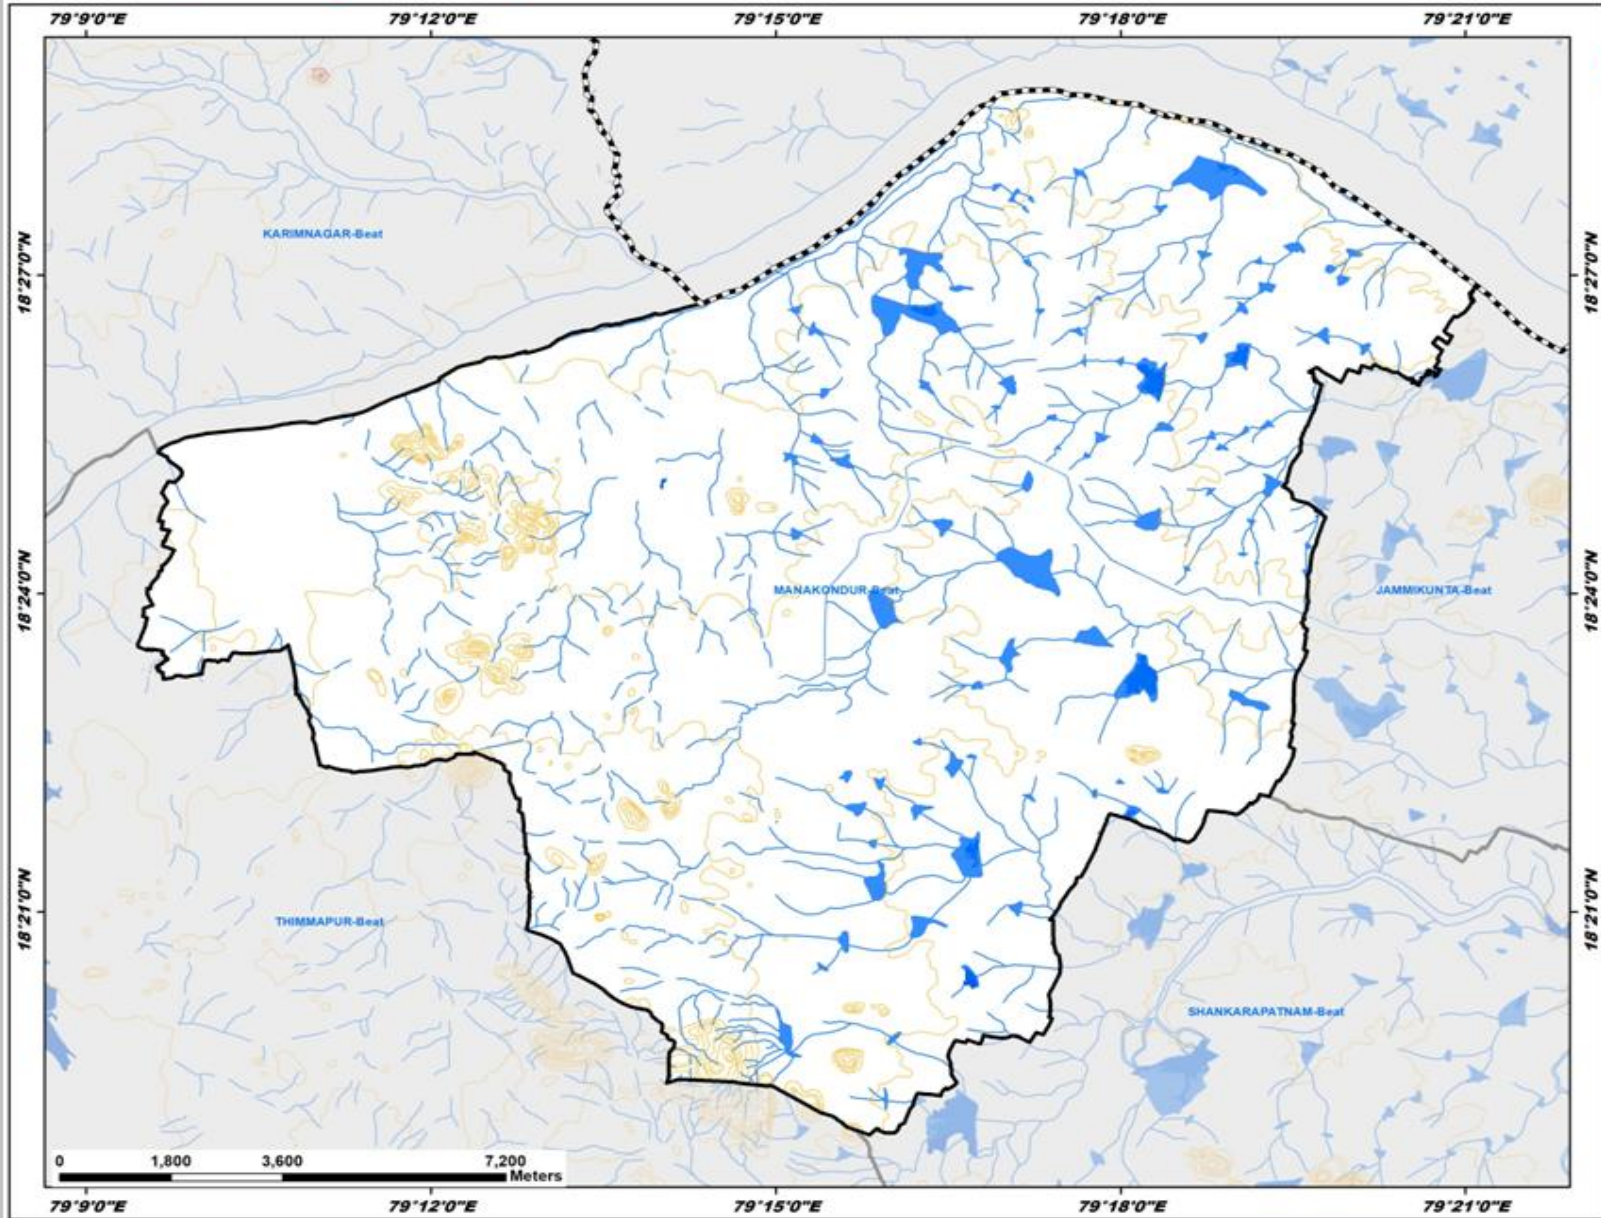 79°9'0"E 79°12'0"E 79°15'0"E 79°18'0"E 79°21'0"E
KARIMNAGAR-Beat
18°27'0"N 18°27'0"N
18°24'0"N 18°24'0"N
MANAKONDUR-Beat
JAMMIKUNTA-Beat
18°21'0"N 18°21'0"N
THIMMAPUR-Beat
SHANKARAPATNAM-Beat
0 1,800 3,600 7,200
Meters
79°9'0"E 79°12'0"E 79°15'0"E 79°18'0"E 79°21'0"E